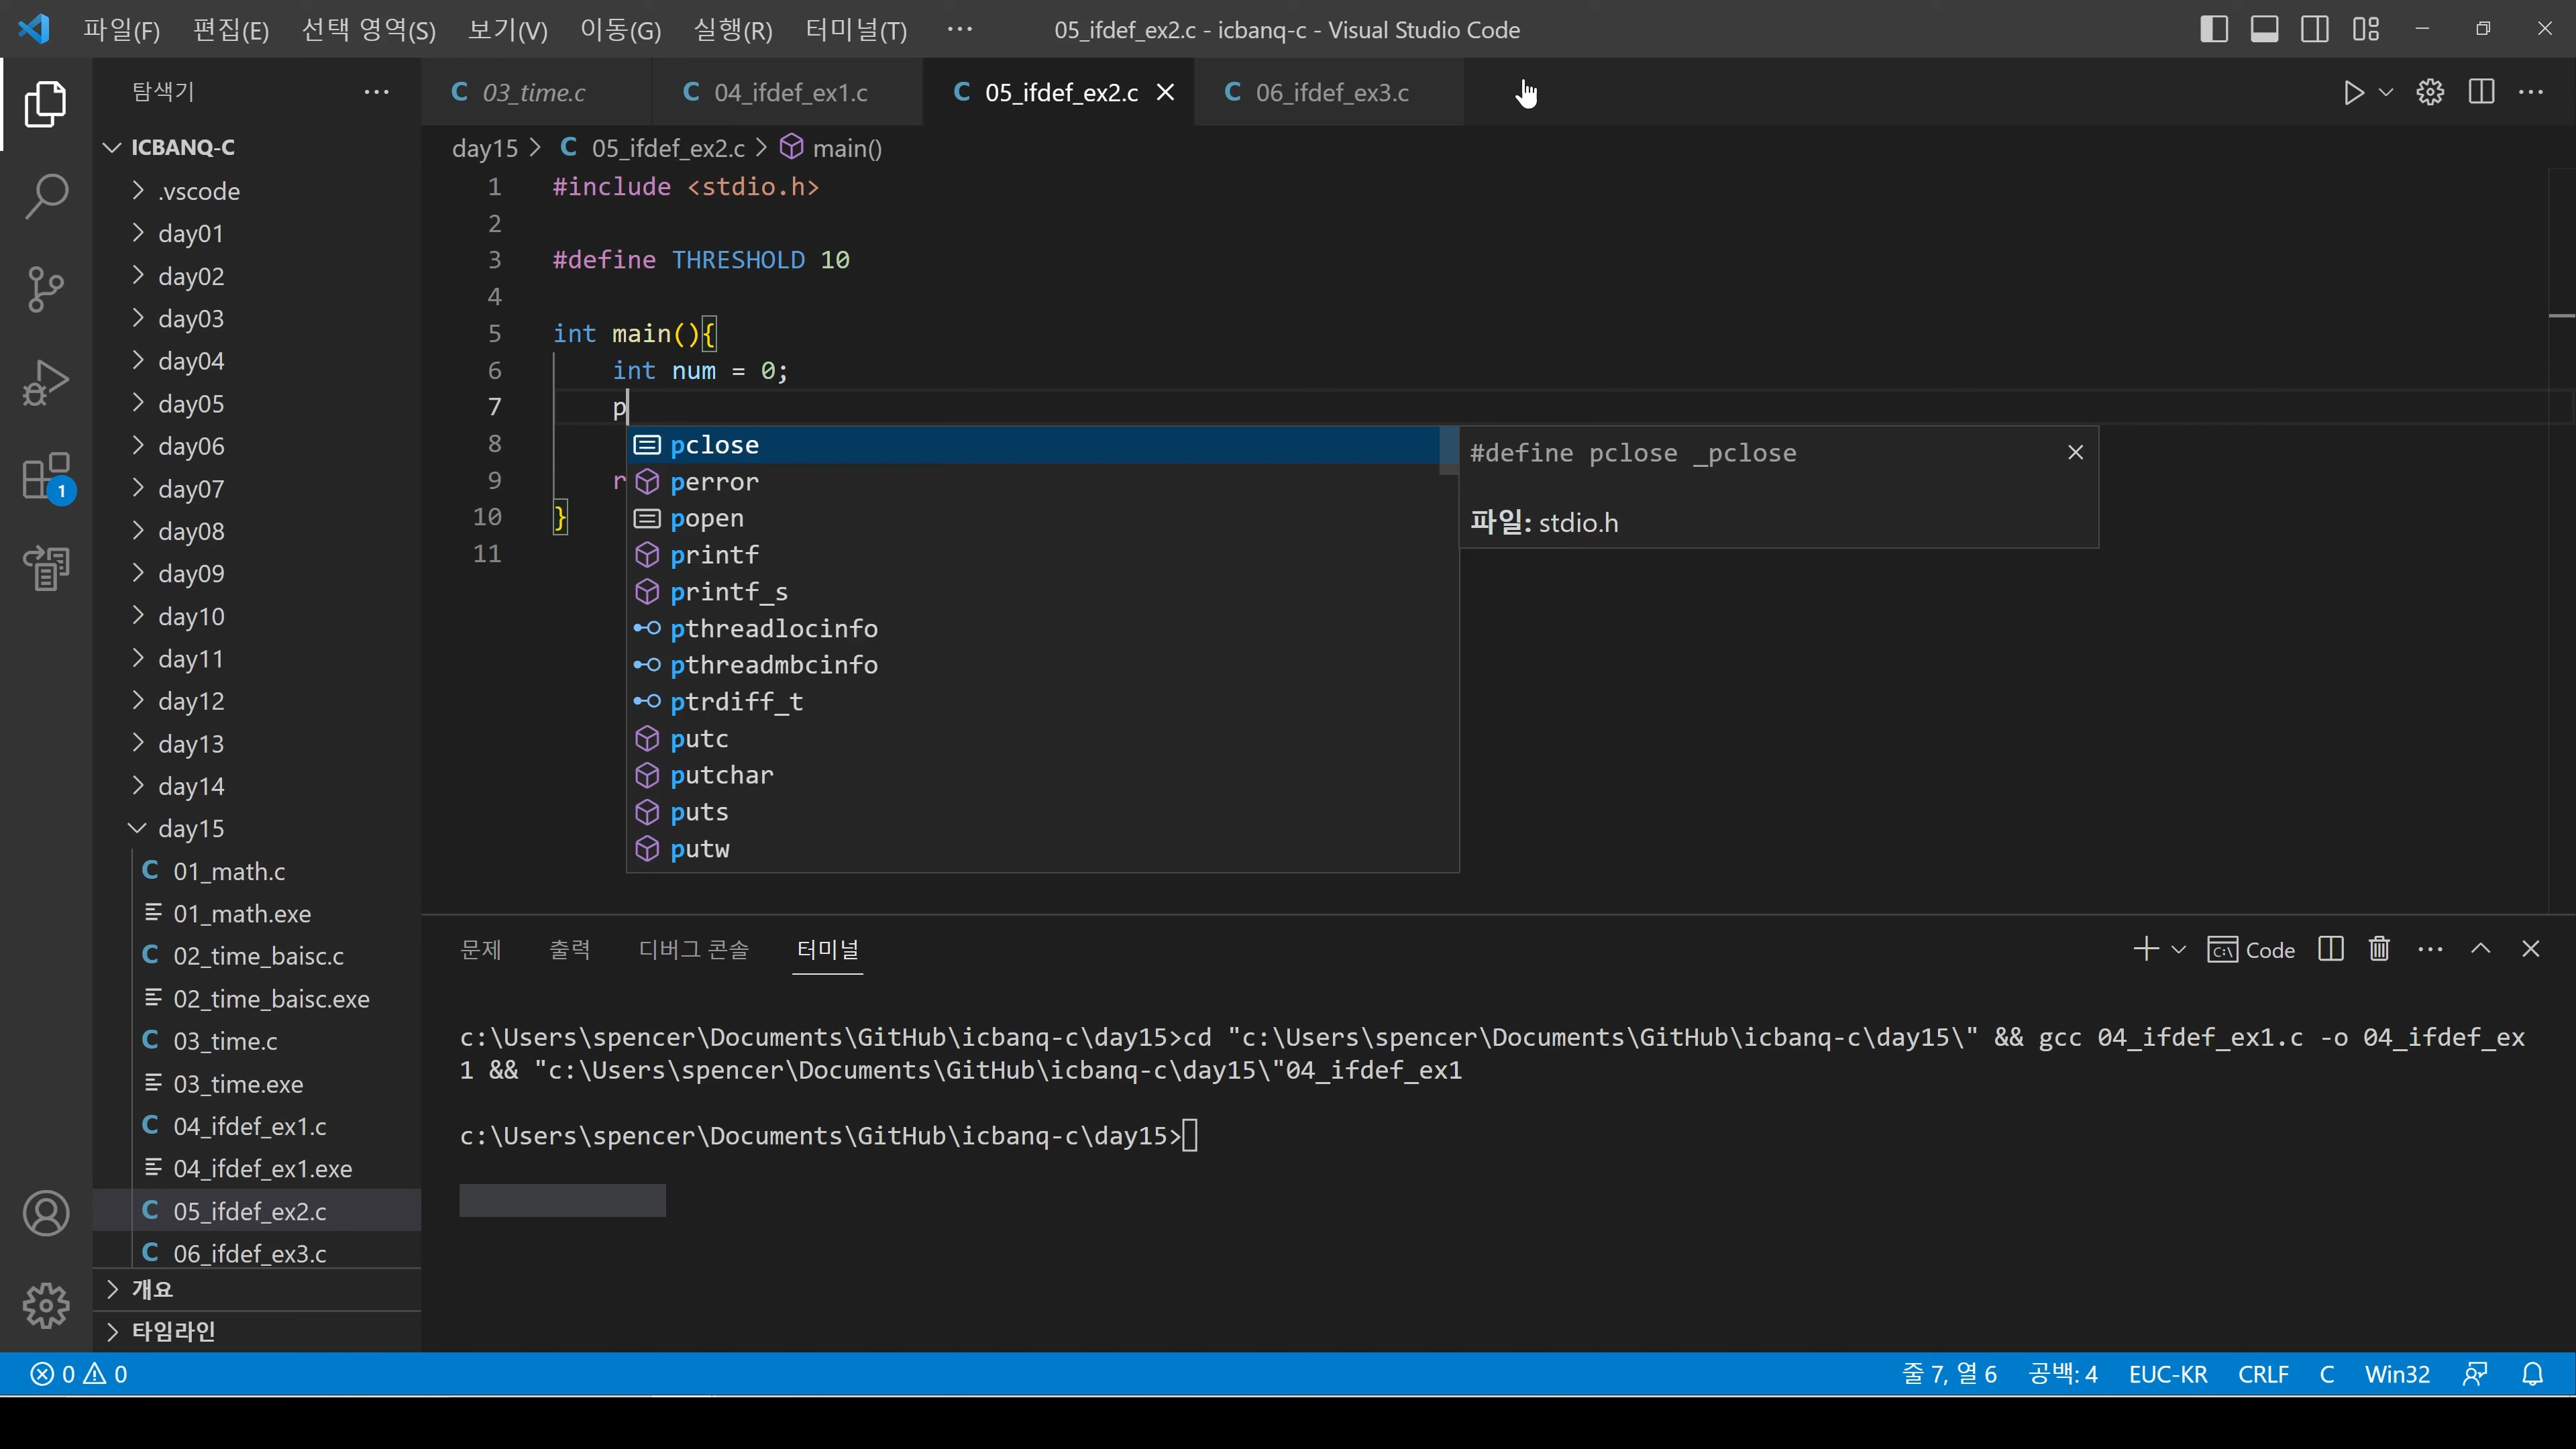 파일(F) 편집(E) 선택 영역(S) 보기(V) 이동(G) 실행(R) 터미널(T) ··· 05_ifdef_ex2.c - icbanq-c - Visual Studio Code
탐색기 ···
ICBANQ-C
.vscode
day01
day02
day03
day04
day05
day06
day07
day08
day09
day10
day11
day12
day13
day14
day15
C 01_math.c
01_math.exe
C 02_time_baisc.c
02_time_baisc.exe
C 03_time.c
03_time.exe
C 04_ifdef_ex1.c
04_ifdef_ex1.exe
C 05_ifdef_ex2.c
C 06_ifdef_ex3.c
개요
타임라인
1
C 03_time.c C 04_ifdef_ex1.c C 05_ifdef_ex2.c C 06_ifdef_ex3.c
day15 > C 05_ifdef_ex2.c > main()
1 #include <stdio.h>
2
3 #define THRESHOLD 10
4
5 int main(){
6 int num = 0;
7 p
8
9 r
10 }
11
pclose
perror
popen
printf
printf_s
pthreadlocinfo
pthreadmbcinfo
ptrdiff_t
putc
putchar
puts
putw
#define pclose _pclose
파일: stdio.h
문제 출력 디버그 콘솔 터미널 Code
c:\Users\spencer\Documents\GitHub\icbanq-c\day15>cd "c:\Users\spencer\Documents\GitHub\icbanq-c\day15\" && gcc 04_ifdef_ex1.c -o 04_ifdef_ex
1 && "c:\Users\spencer\Documents\GitHub\icbanq-c\day15\"04_ifdef_ex1
c:\Users\spencer\Documents\GitHub\icbanq-c\day15>
0 0 줄 7, 열 6 공백: 4 EUC-KR CRLF C Win32